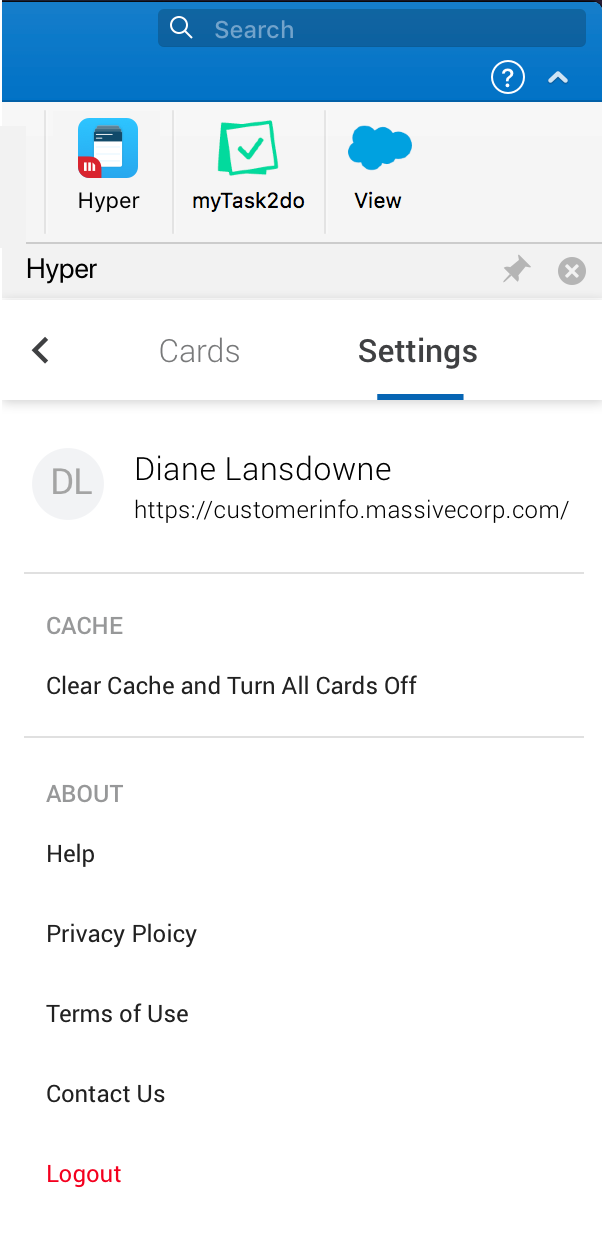 Search
?
Hyper
myTask2do
View
Hyper
Cards
Settings
DL
Diane Lansdowne
https://customerinfo.massivecorp.com/
CACHE
Clear Cache and Turn All Cards Off
ABOUT
Help
Privacy Ploicy
Terms of Use
Contact Us
Logout